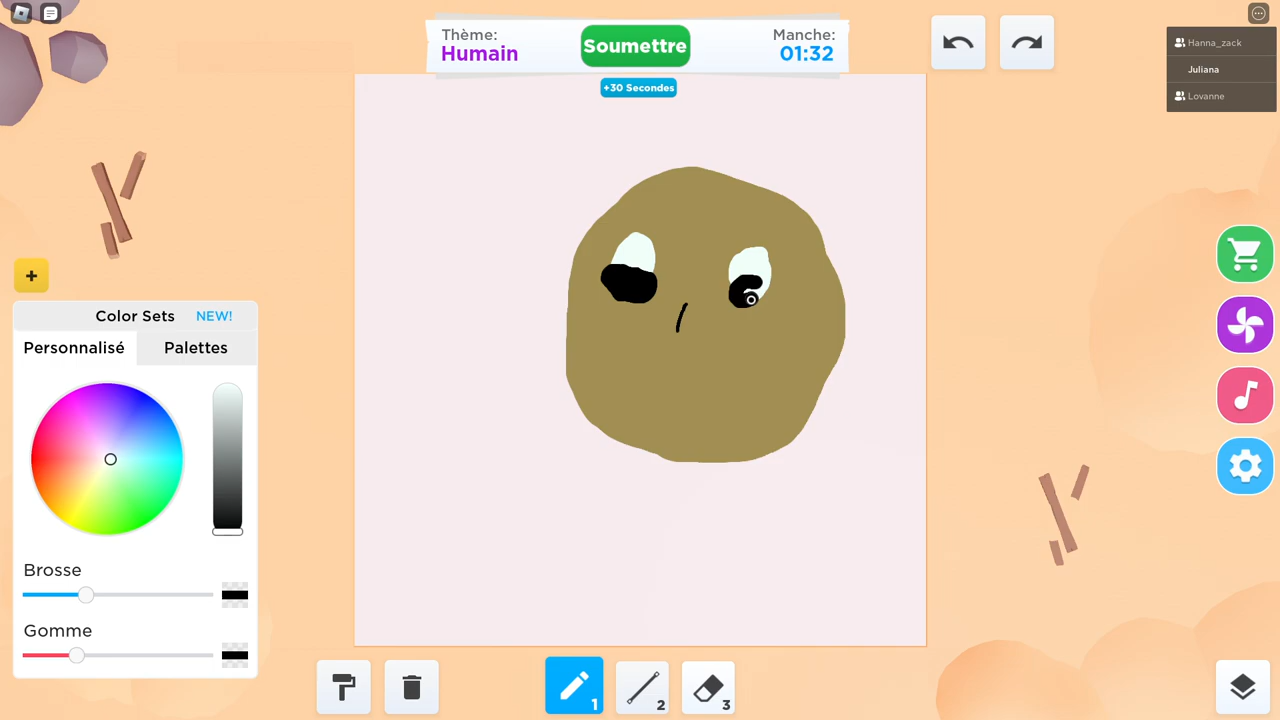 Thème:
Humain
Soumettre
Manche:
01:32
+30 Secondes
Hanna_zack
Juliana
Lovanne
+
Color Sets NEW!
Personnalisé Palettes
Brosse
Gomme
1
2
3